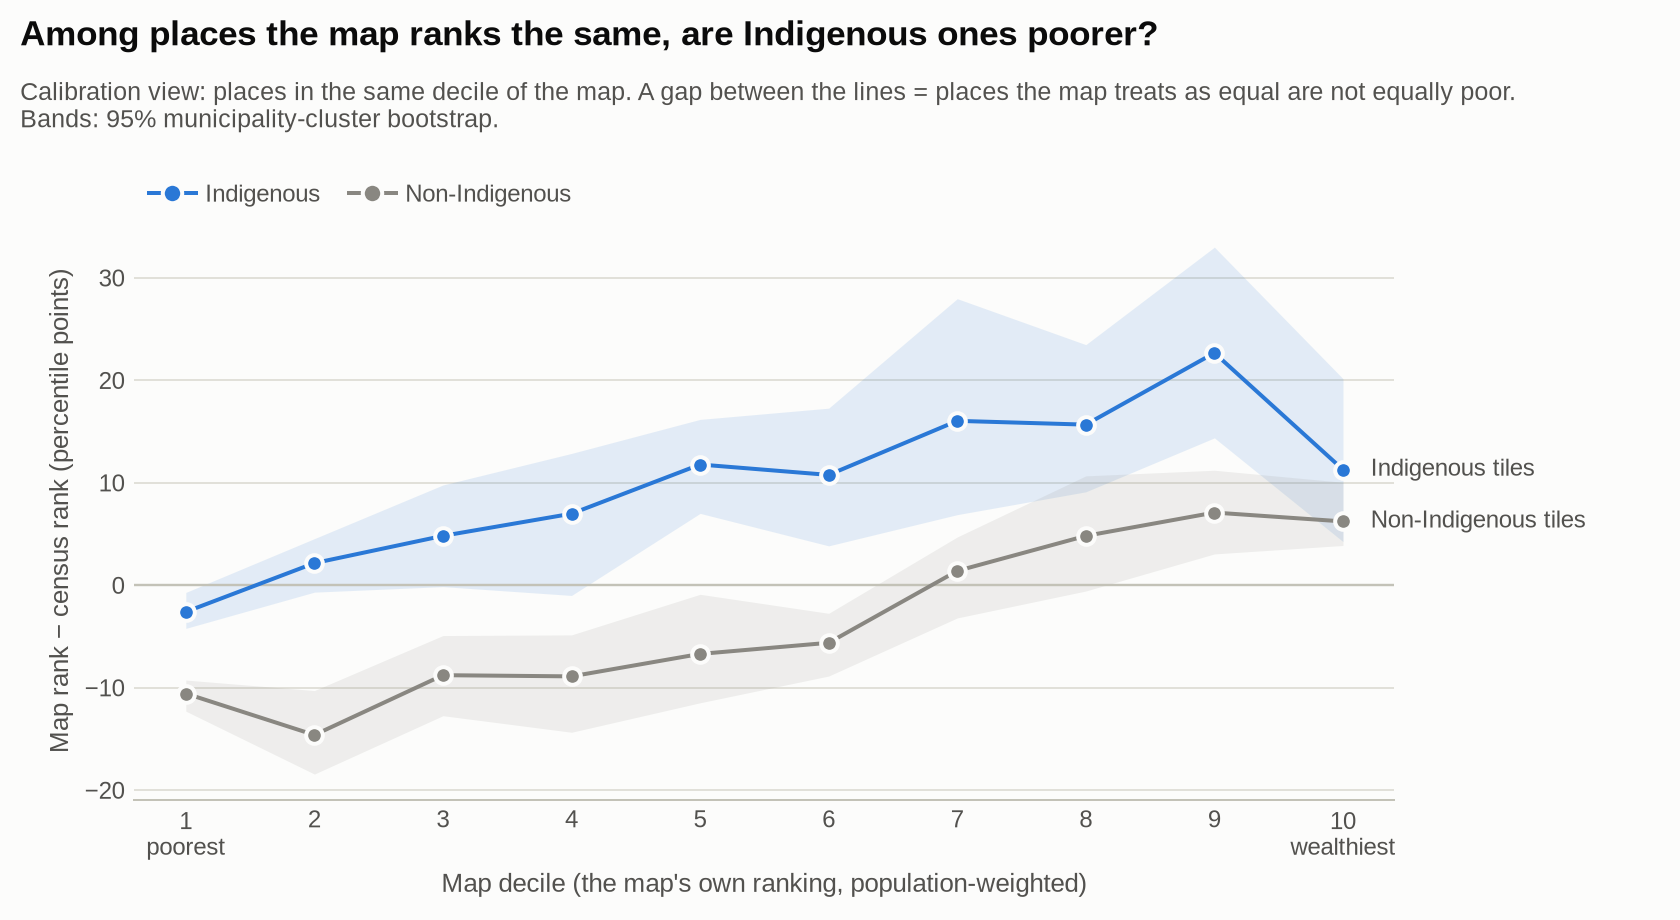 Among places the map ranks the same, are Indigenous ones poorer?
Calibration view: places in the same decile of the map. A gap between the lines = places the map treats as equal are not equally poor.
Bands: 95% municipality-cluster bootstrap.
Indigenous
Non-Indigenous
Map rank − census rank (percentile points)
30
20
10
0
−10
−20
Indigenous tiles
Non-Indigenous tiles
1 2 3 4 5 6 7 8 9 10
poorest wealthiest
Map decile (the map's own ranking, population-weighted)